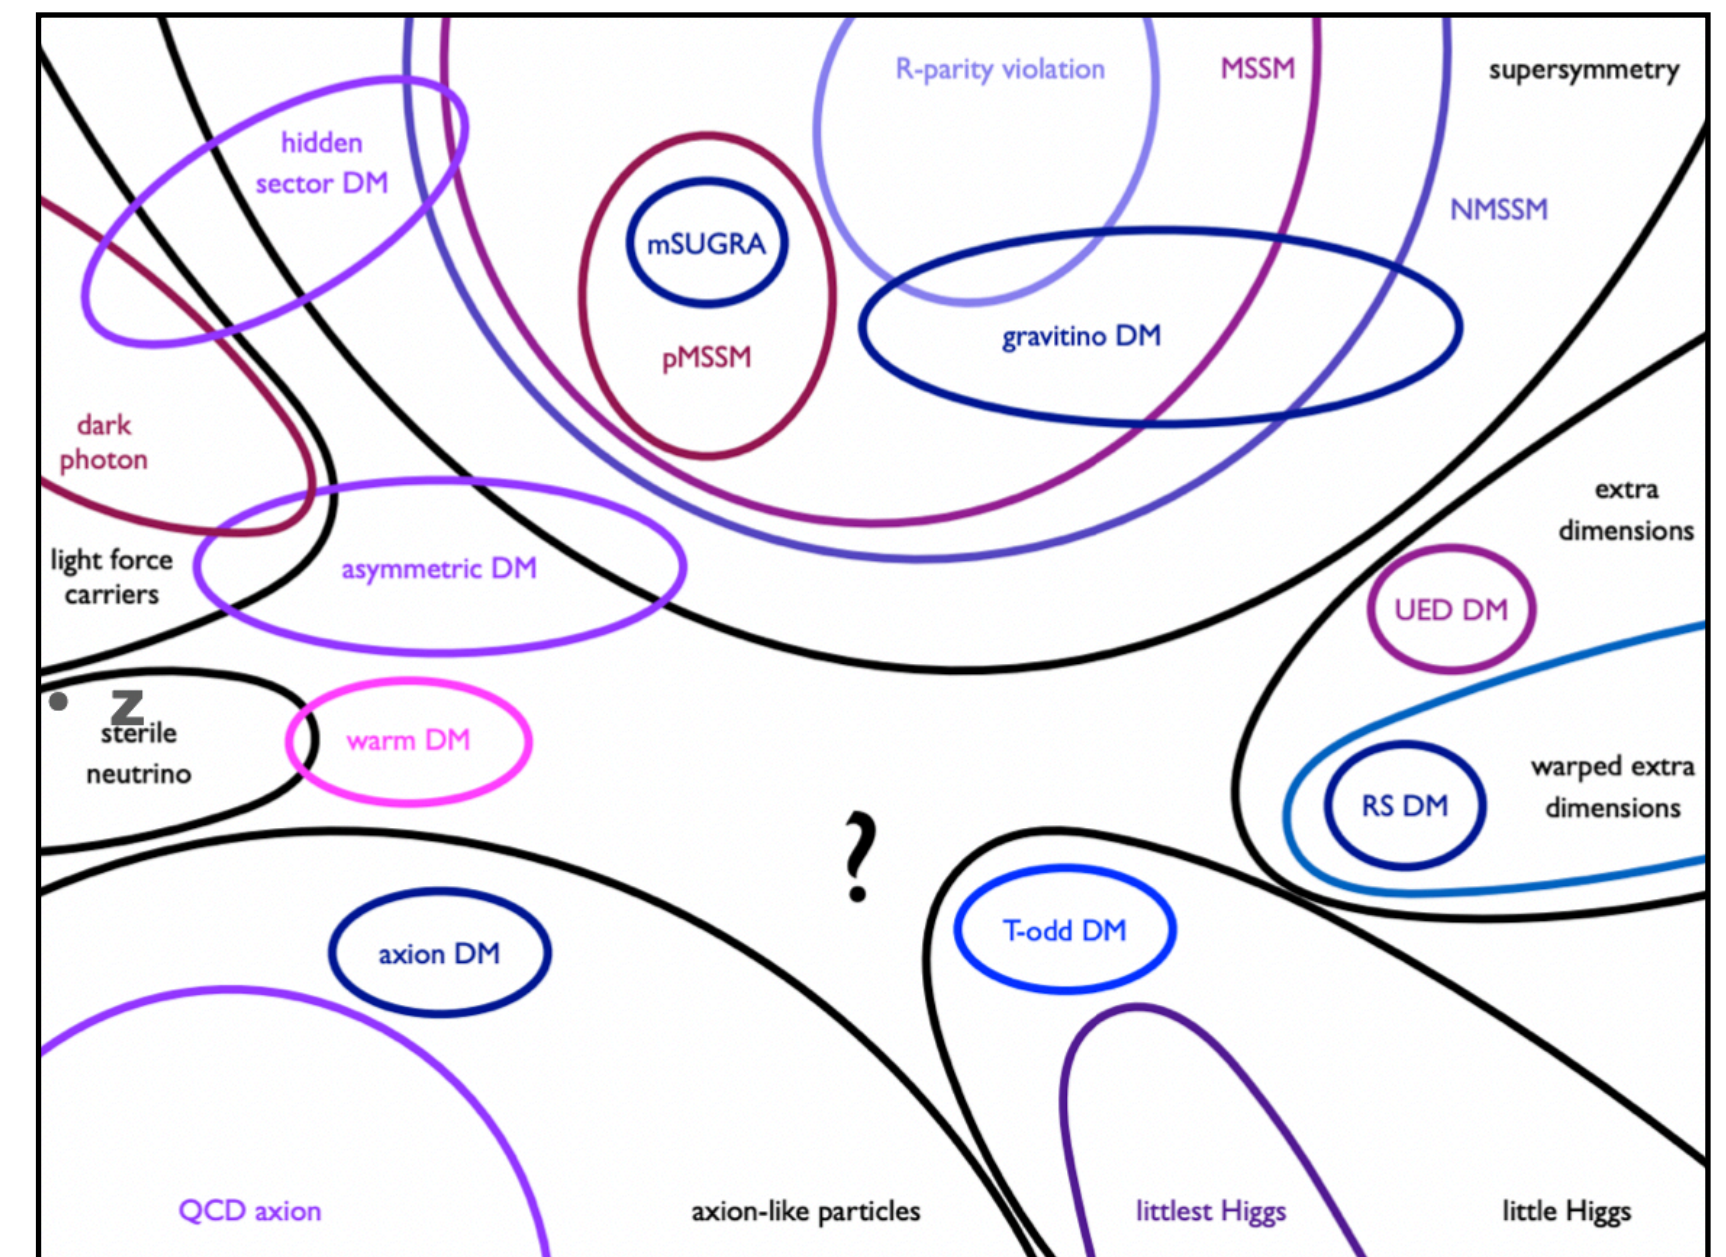 R-parity violation
MSSM
supersymmetry
hidden
sector DM
NMSSM
mSUGRA
gravitino DM
pMSSM
dark
photon
extra
dimensions
light force
carriers
asymmetric DM
UED DM
• z
sterile
neutrino
warm DM
warped extra
dimensions
RS DM
?
T-odd DM
axion DM
QCD axion
axion-like particles
littlest Higgs
little Higgs